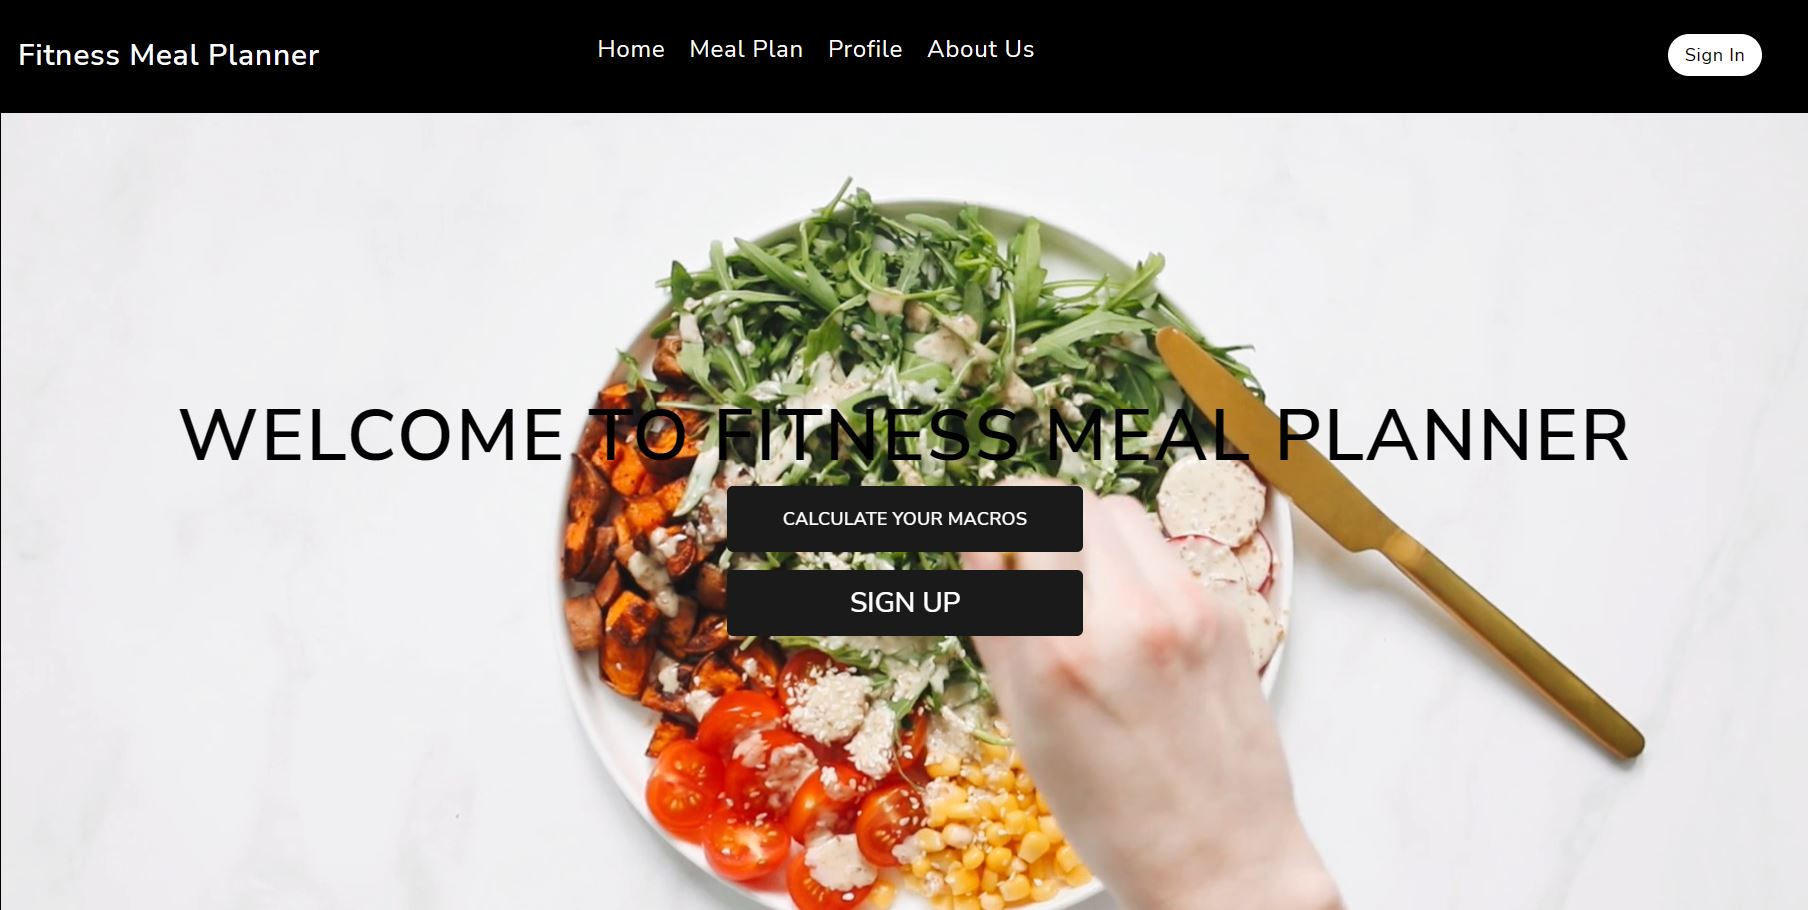 Fitness Meal Planner
Home Meal Plan Profile About Us
Sign In
WELCOME TO FITNESS MEAL PLANNER
CALCULATE YOUR MACROS
SIGN UP